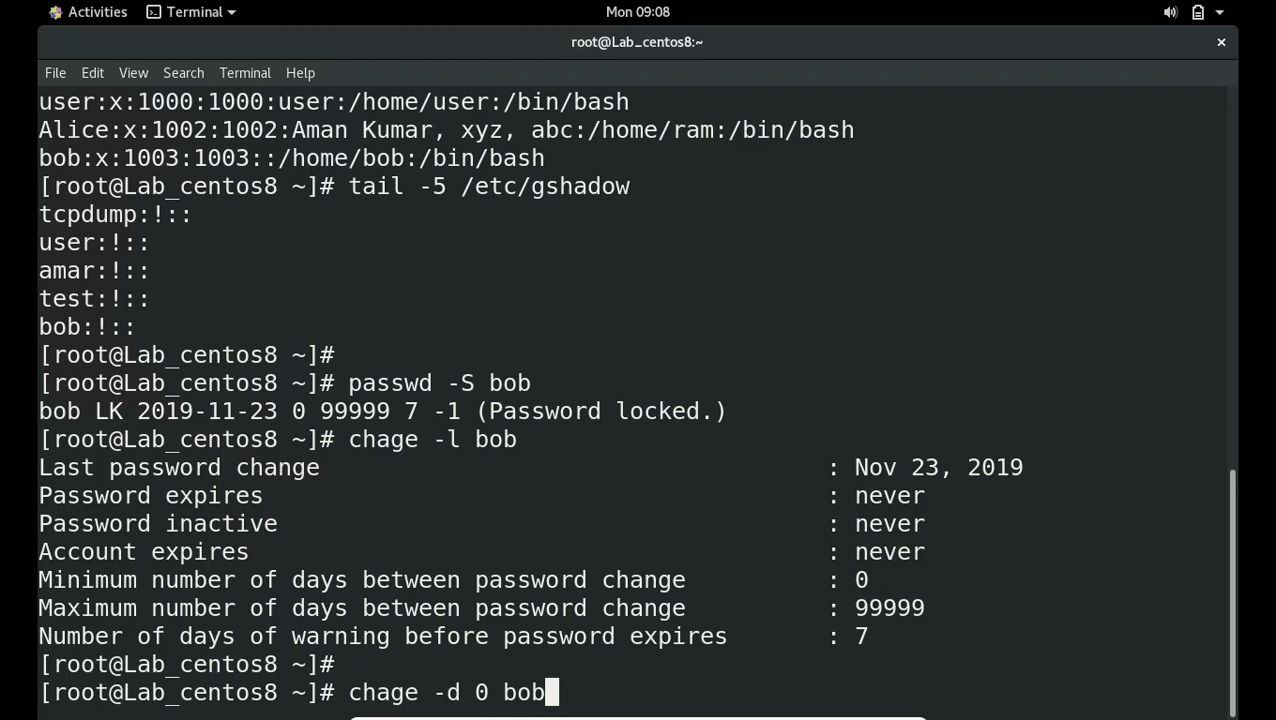 Activities Terminal Mon 09:08
root@Lab_centos8:~ ×
File Edit View Search Terminal Help
user:x:1000:1000:user:/home/user:/bin/bash
Alice:x:1002:1002:Aman Kumar, xyz, abc:/home/ram:/bin/bash
bob:x:1003:1003::/home/bob:/bin/bash
[root@Lab_centos8 ~]# tail -5 /etc/gshadow
tcpdump:!::
user:!::
amar:!::
test:!::
bob:!::
[root@Lab_centos8 ~]#
[root@Lab_centos8 ~]# passwd -S bob
bob LK 2019-11-23 0 99999 7 -1 (Password locked.)
[root@Lab_centos8 ~]# chage -l bob
Last password change : Nov 23, 2019
Password expires : never
Password inactive : never
Account expires : never
Minimum number of days between password change : 0
Maximum number of days between password change : 99999
Number of days of warning before password expires : 7
[root@Lab_centos8 ~]#
[root@Lab_centos8 ~]# chage -d 0 bob